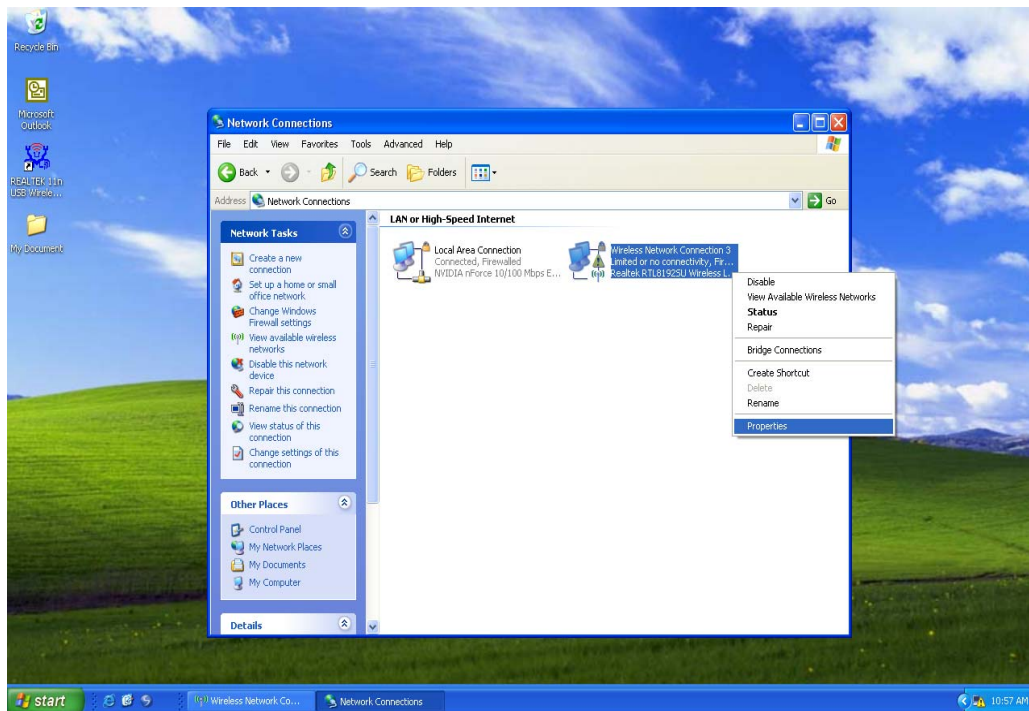 Recycle Bin
Microsoft
Outlook
REALTEK 11n
USB Wirele...
My Document
Network Connections
File Edit View Favorites Tools Advanced Help
Back Search Folders
Address Network Connections Go
Network Tasks
Create a new
connection
Set up a home or small
office network
Change Windows
Firewall settings
View available wireless
networks
Disable this network
device
Repair this connection
Rename this connection
View status of this
connection
Change settings of this
connection
Other Places
Control Panel
My Network Places
My Documents
My Computer
Details
LAN or High-Speed Internet
Local Area Connection
Connected, Firewalled
NVIDIA nForce 10/100 Mbps E...
Wireless Network Connection 3
Limited or no connectivity, Fir...
Realtek RTL8192SU Wireless L...
Disable
View Available Wireless Networks
Status
Repair
Bridge Connections
Create Shortcut
Delete
Rename
Properties
start Wireless Network Co... Network Connections 10:57 AM